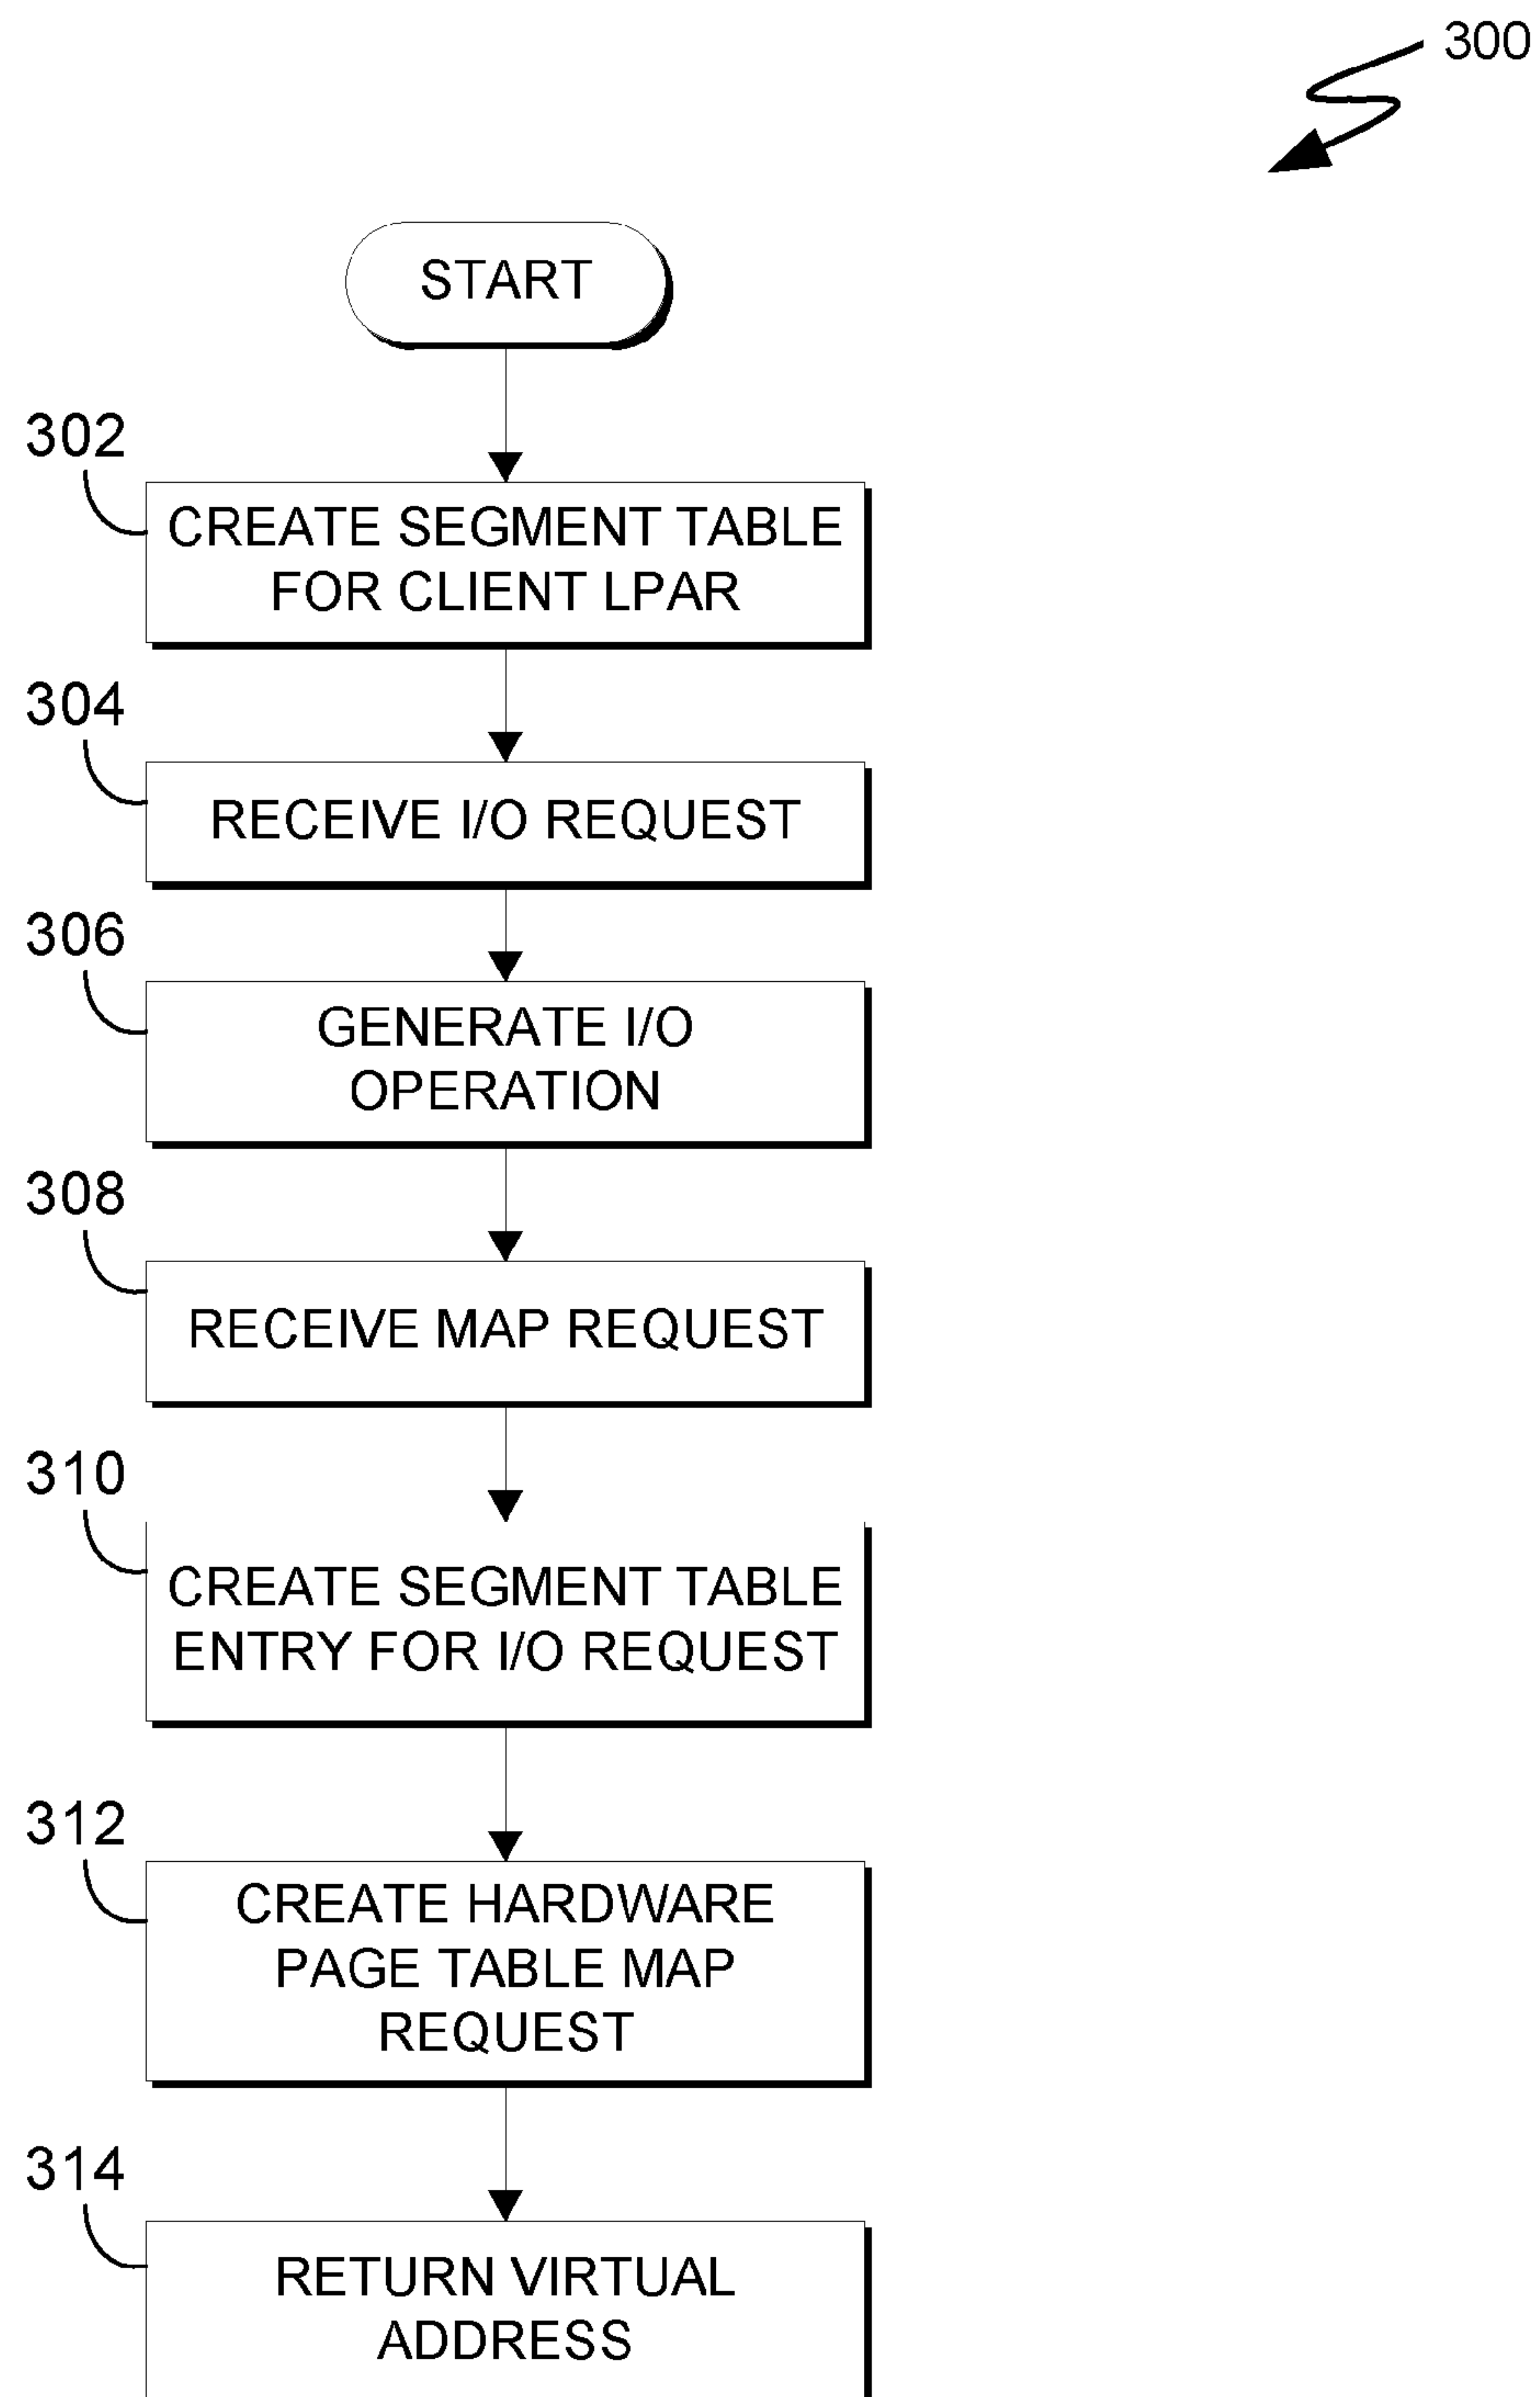 300
START
302
CREATE SEGMENT TABLE
FOR CLIENT LPAR
304
RECEIVE I/O REQUEST
306
GENERATE I/O
OPERATION
308
RECEIVE MAP REQUEST
310
CREATE SEGMENT TABLE
ENTRY FOR I/O REQUEST
312
CREATE HARDWARE
PAGE TABLE MAP
REQUEST
314
RETURN VIRTUAL
ADDRESS